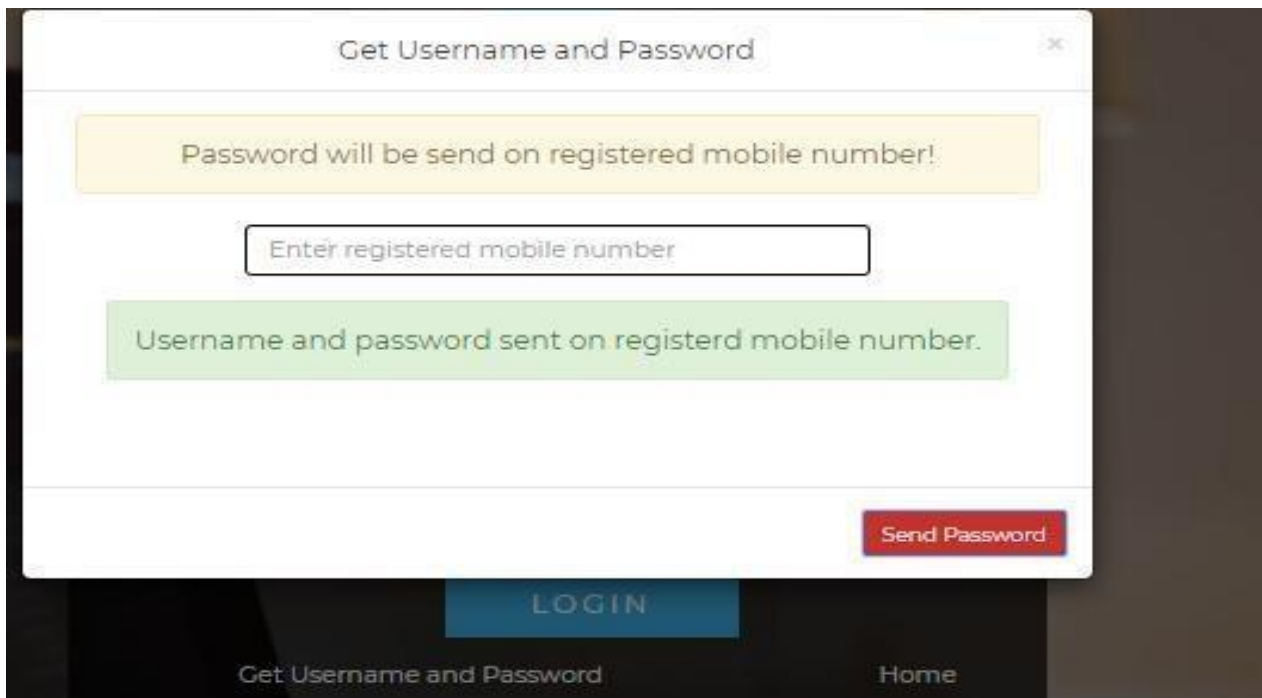 Get Username and Password
×
Password will be send on registered mobile number!
Enter registered mobile number
Username and password sent on registerd mobile number.
Send Password
LOGIN
Get Username and Password Home